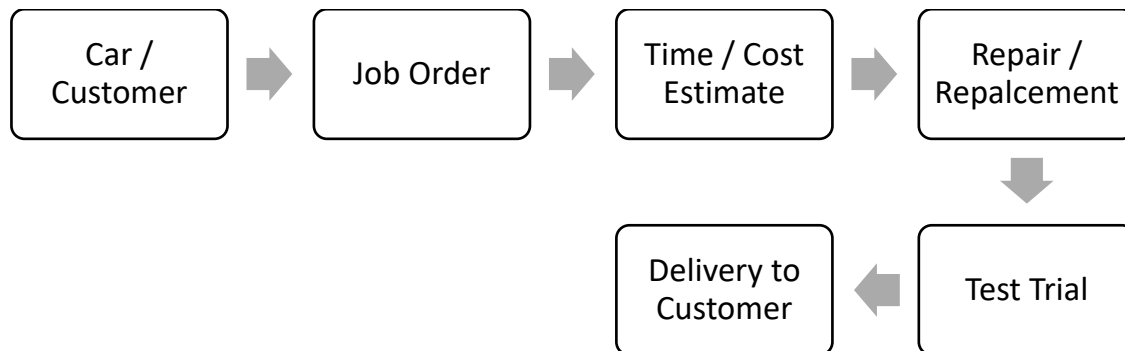 Car /
Customer
Job Order
Time / Cost
Estimate
Repair /
Repalcement
Test Trial
Delivery to
Customer